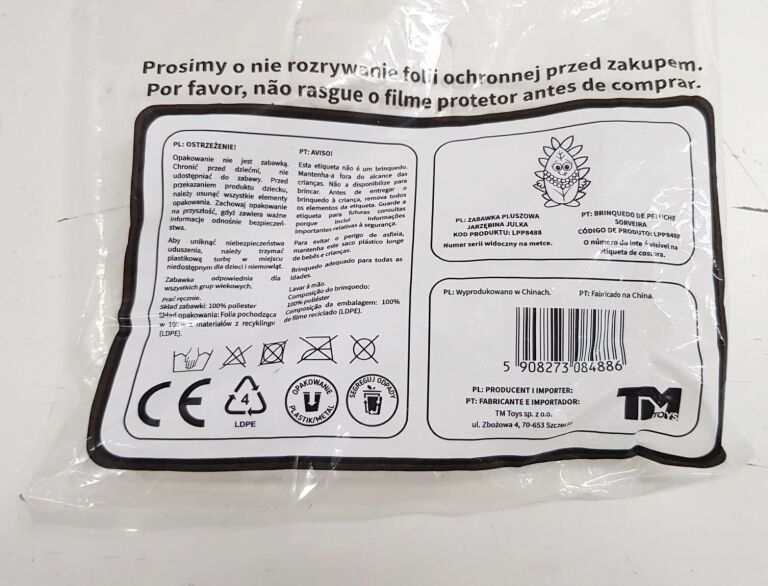 Prosimy o nie rozrywanie folii ochronnej przed zakupem.
Por favor, não rasgue o filme protetor antes de comprar.
PL: OSTRZEŻENIE!
Opakowanie nie jest zabawką.
Chronić przed dziećmi, nie
udostępniać do zabawy. Przed
przekazaniem produktu dziecku,
należy usunąć wszystkie elementy
opakowania. Zachowaj opakowanie
na przyszłość, gdyż zawiera ważne
informacje odnośnie bezpieczeń-
stwa.
Aby uniknąć niebezpieczeństwa
uduszenia, należy trzymać
plastikową torbę w miejscu
niedostępnym dla dzieci i niemowląt.
Zabawka odpowiednia dla
wszystkich grup wiekowych.
Prać ręcznie.
Skład zabawki: 100% poliester
Skład opakowania: Folia pochodząca
w 100% z materiałów z recyklingu
(LDPE).
PT: AVISO!
Esta etiqueta não é um brinquedo.
Mantenha-a fora do alcance das
crianças. Não a disponibilize para
brincar. Antes de entregar o
brinquedo à criança, remova todos
os elementos da etiqueta. Guarde a
etiqueta para futuras consultas
porque inclui informações
importantes relativas à segurança.
Para evitar o perigo de asfixia,
mantenha este saco plástico longe
de bebés e crianças.
Brinquedo adequado para todas as
idades.
Lavar à mão.
Composição do brinquedo:
100% poliéster
Composição da embalagem: 100%
de filme reciclado (LDPE).
CE
4
LDPE
OPAKOWANIE
PLASTIK/METAL
SEGREGUJ ODPADY
PL: ZABAWKA PLUSZOWA
JARZĘBINA JULKA
KOD PRODUKTU: LPP8488
Numer serii widoczny na metce.
PT: BRINQUEDO DE PELUCHE
SORVEIRA
CÓDIGO DE PRODUTO: LPP8488
O número do lote é visível na
etiqueta de costura.
PL: Wyprodukowano w Chinach.
PT: Fabricado na China.
5 908273 084886
PL: PRODUCENT I IMPORTER:
PT: FABRICANTE E IMPORTADOR:
TM Toys sp. z o.o.
ul. Zbożowa 4, 70-653 Szczecin
TM
TOYS